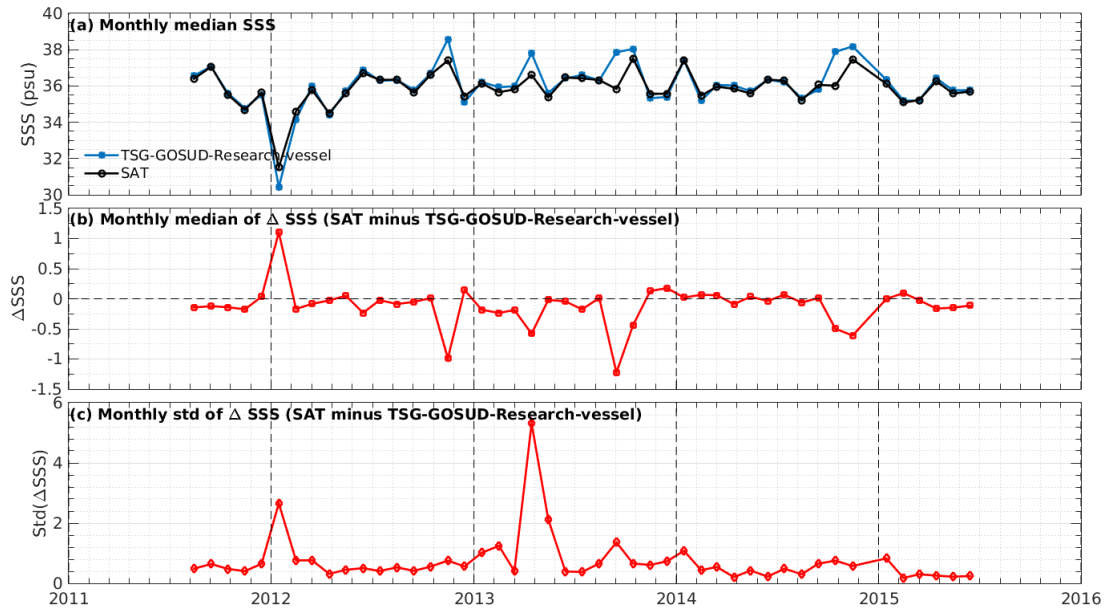 (a) Monthly median SSS
40
38
36
34
32
30
SSS (psu)
TSG-GOSUD-Research-vessel
SAT
(b) Monthly median of Δ SSS (SAT minus TSG-GOSUD-Research-vessel)
1.5
1
0.5
0
-0.5
-1
-1.5
ΔSSS
(c) Monthly std of Δ SSS (SAT minus TSG-GOSUD-Research-vessel)
6
4
2
0
Std(ΔSSS)
2011 2012 2013 2014 2015 2016